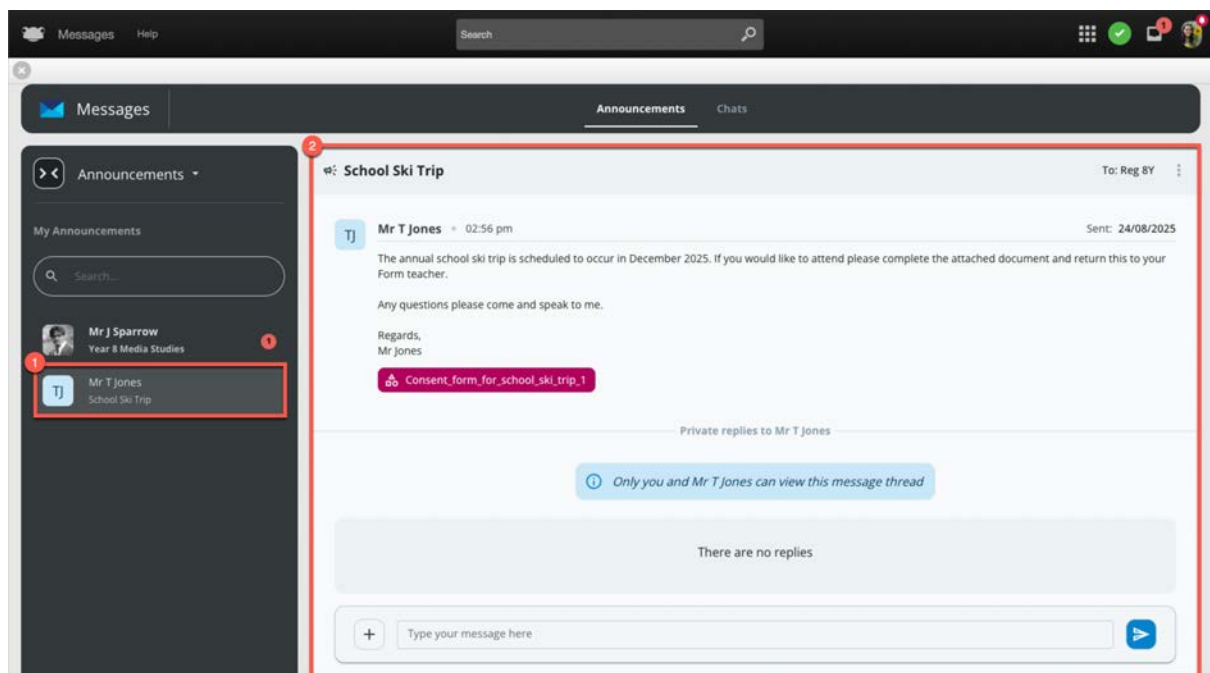 Messages Help
Search
1
Messages
Announcements Chats
Announcements
My Announcements
Search...
Mr J Sparrow
Year 8 Media Studies
1
1
TJ
Mr T Jones
School Ski Trip
2
School Ski Trip
To: Reg 8Y
TJ
Mr T Jones 02:56 pm
Sent: 24/08/2025
The annual school ski trip is scheduled to occur in December 2025. If you would like to attend please complete the attached document and return this to your
Form teacher.
Any questions please come and speak to me.
Regards,
Mr Jones
Consent_form_for_school_ski_trip_1
Private replies to Mr T Jones
Only you and Mr T Jones can view this message thread
There are no replies
+ Type your message here